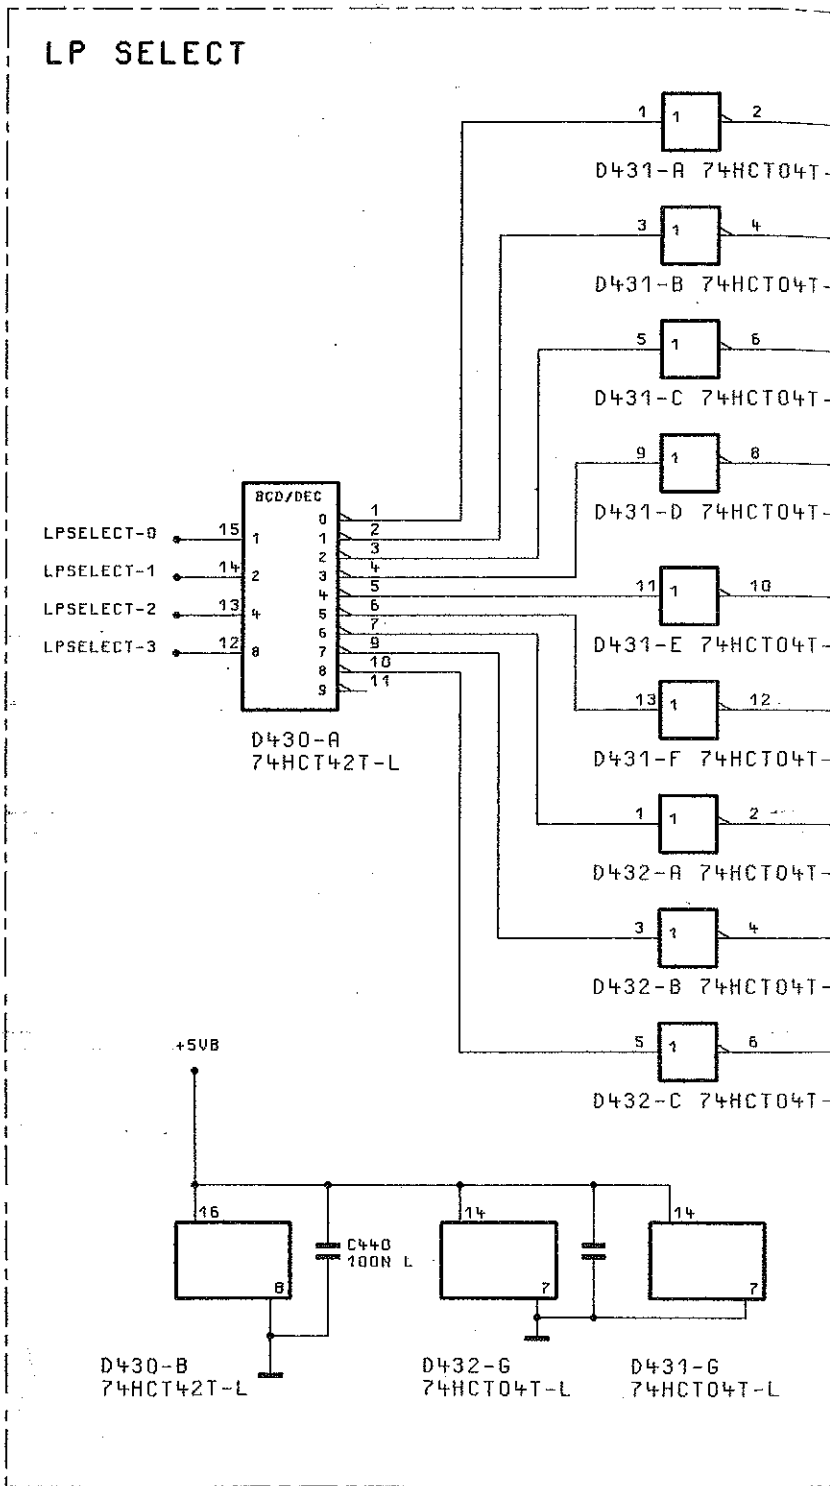 LP SELECT
1 1 2
D431-A 74HCT04T-
3 1 4
D431-B 74HCT04T-
5 1 6
D431-C 74HCT04T-
9 1 8
D431-D 74HCT04T-
BCD/DEC
0 1
LPSELECT-0 15 1 1 2
2 3
LPSELECT-1 14 2 3 4
4 5
LPSELECT-2 13 4 5 6
6 7
LPSELECT-3 12 8 7 9
8 10
9 11
D430-A
74HCT42T-L
11 1 10
D431-E 74HCT04T-
13 1 12
D431-F 74HCT04T-
1 1 2
D432-A 74HCT04T-
3 1 4
D432-B 74HCT04T-
5 1 6
D432-C 74HCT04T-
+5VB
16 14 14
C440
100N L
8 7 7
D430-B
74HCT42T-L
D432-G
74HCT04T-L
D431-G
74HCT04T-L